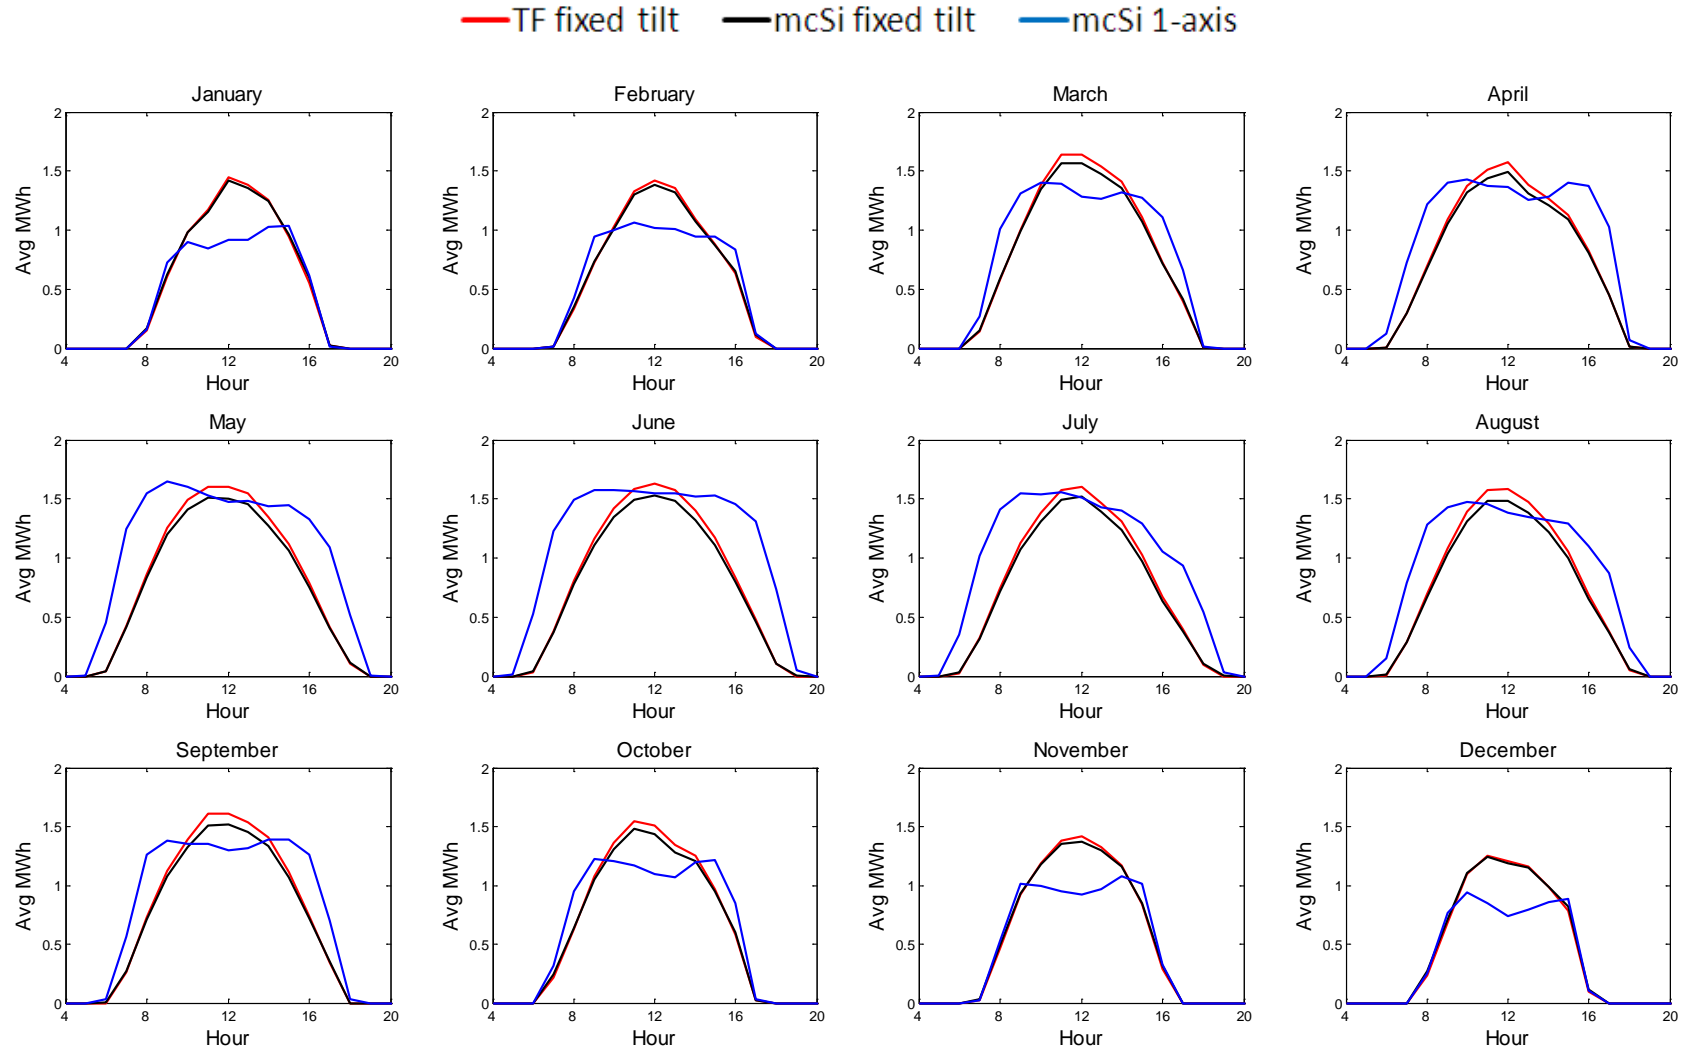 TF fixed tilt mcSi fixed tilt mcSi 1-axis
January February March April
2 2 2 2
1.5 1.5 1.5 1.5
1 1 1 1
0.5 0.5 0.5 0.5
0 0 0 0
Avg MWh Avg MWh Avg MWh Avg MWh
4 8 12 16 20 4 8 12 16 20 4 8 12 16 20 4 8 12 16 20
Hour Hour Hour Hour
May June July August
2 2 2 2
1.5 1.5 1.5 1.5
1 1 1 1
0.5 0.5 0.5 0.5
0 0 0 0
Avg MWh Avg MWh Avg MWh Avg MWh
4 8 12 16 20 4 8 12 16 20 4 8 12 16 20 4 8 12 16 20
Hour Hour Hour Hour
September October November December
2 2 2 2
1.5 1.5 1.5 1.5
1 1 1 1
0.5 0.5 0.5 0.5
0 0 0 0
Avg MWh Avg MWh Avg MWh Avg MWh
4 8 12 16 20 4 8 12 16 20 4 8 12 16 20 4 8 12 16 20
Hour Hour Hour Hour